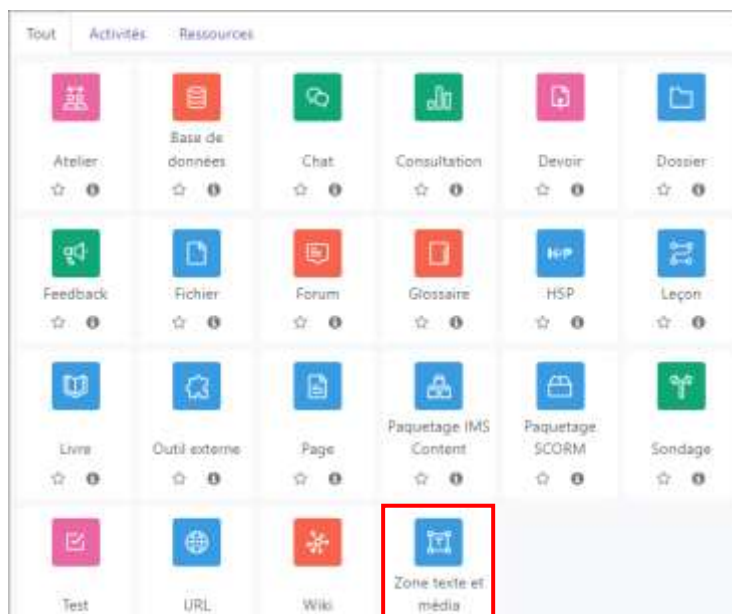 Tout Activités Ressources
Base de
Atelier données Chat Consultation Devoir Dossier
H5P
Feedback Fichier Forum Glossaire H5P Leçon
Paquetage IMS Paquetage
Livre Outil externe Page Content SCORM Sondage
Zone texte et
Test URL Wiki média